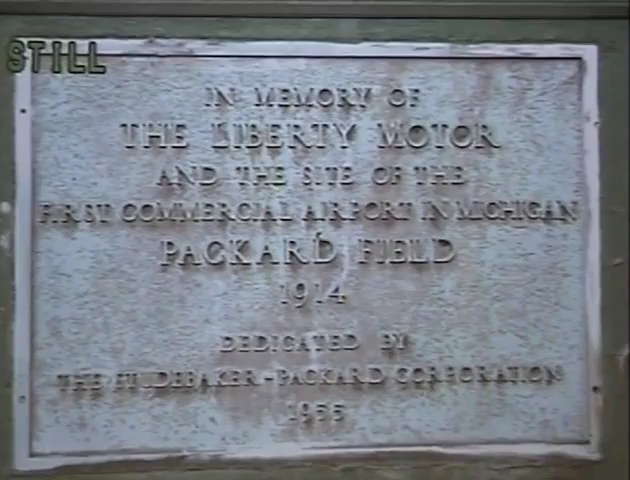 STILL
IN MEMORY OF
THE LIBERTY MOTOR
AND THE SITE OF THE
FIRST COMMERCIAL AIRPORT IN MICHIGAN
PACKARD FIELD
1914
DEDICATED BY
THE STUDEBAKER-PACKARD CORPORATION
1955